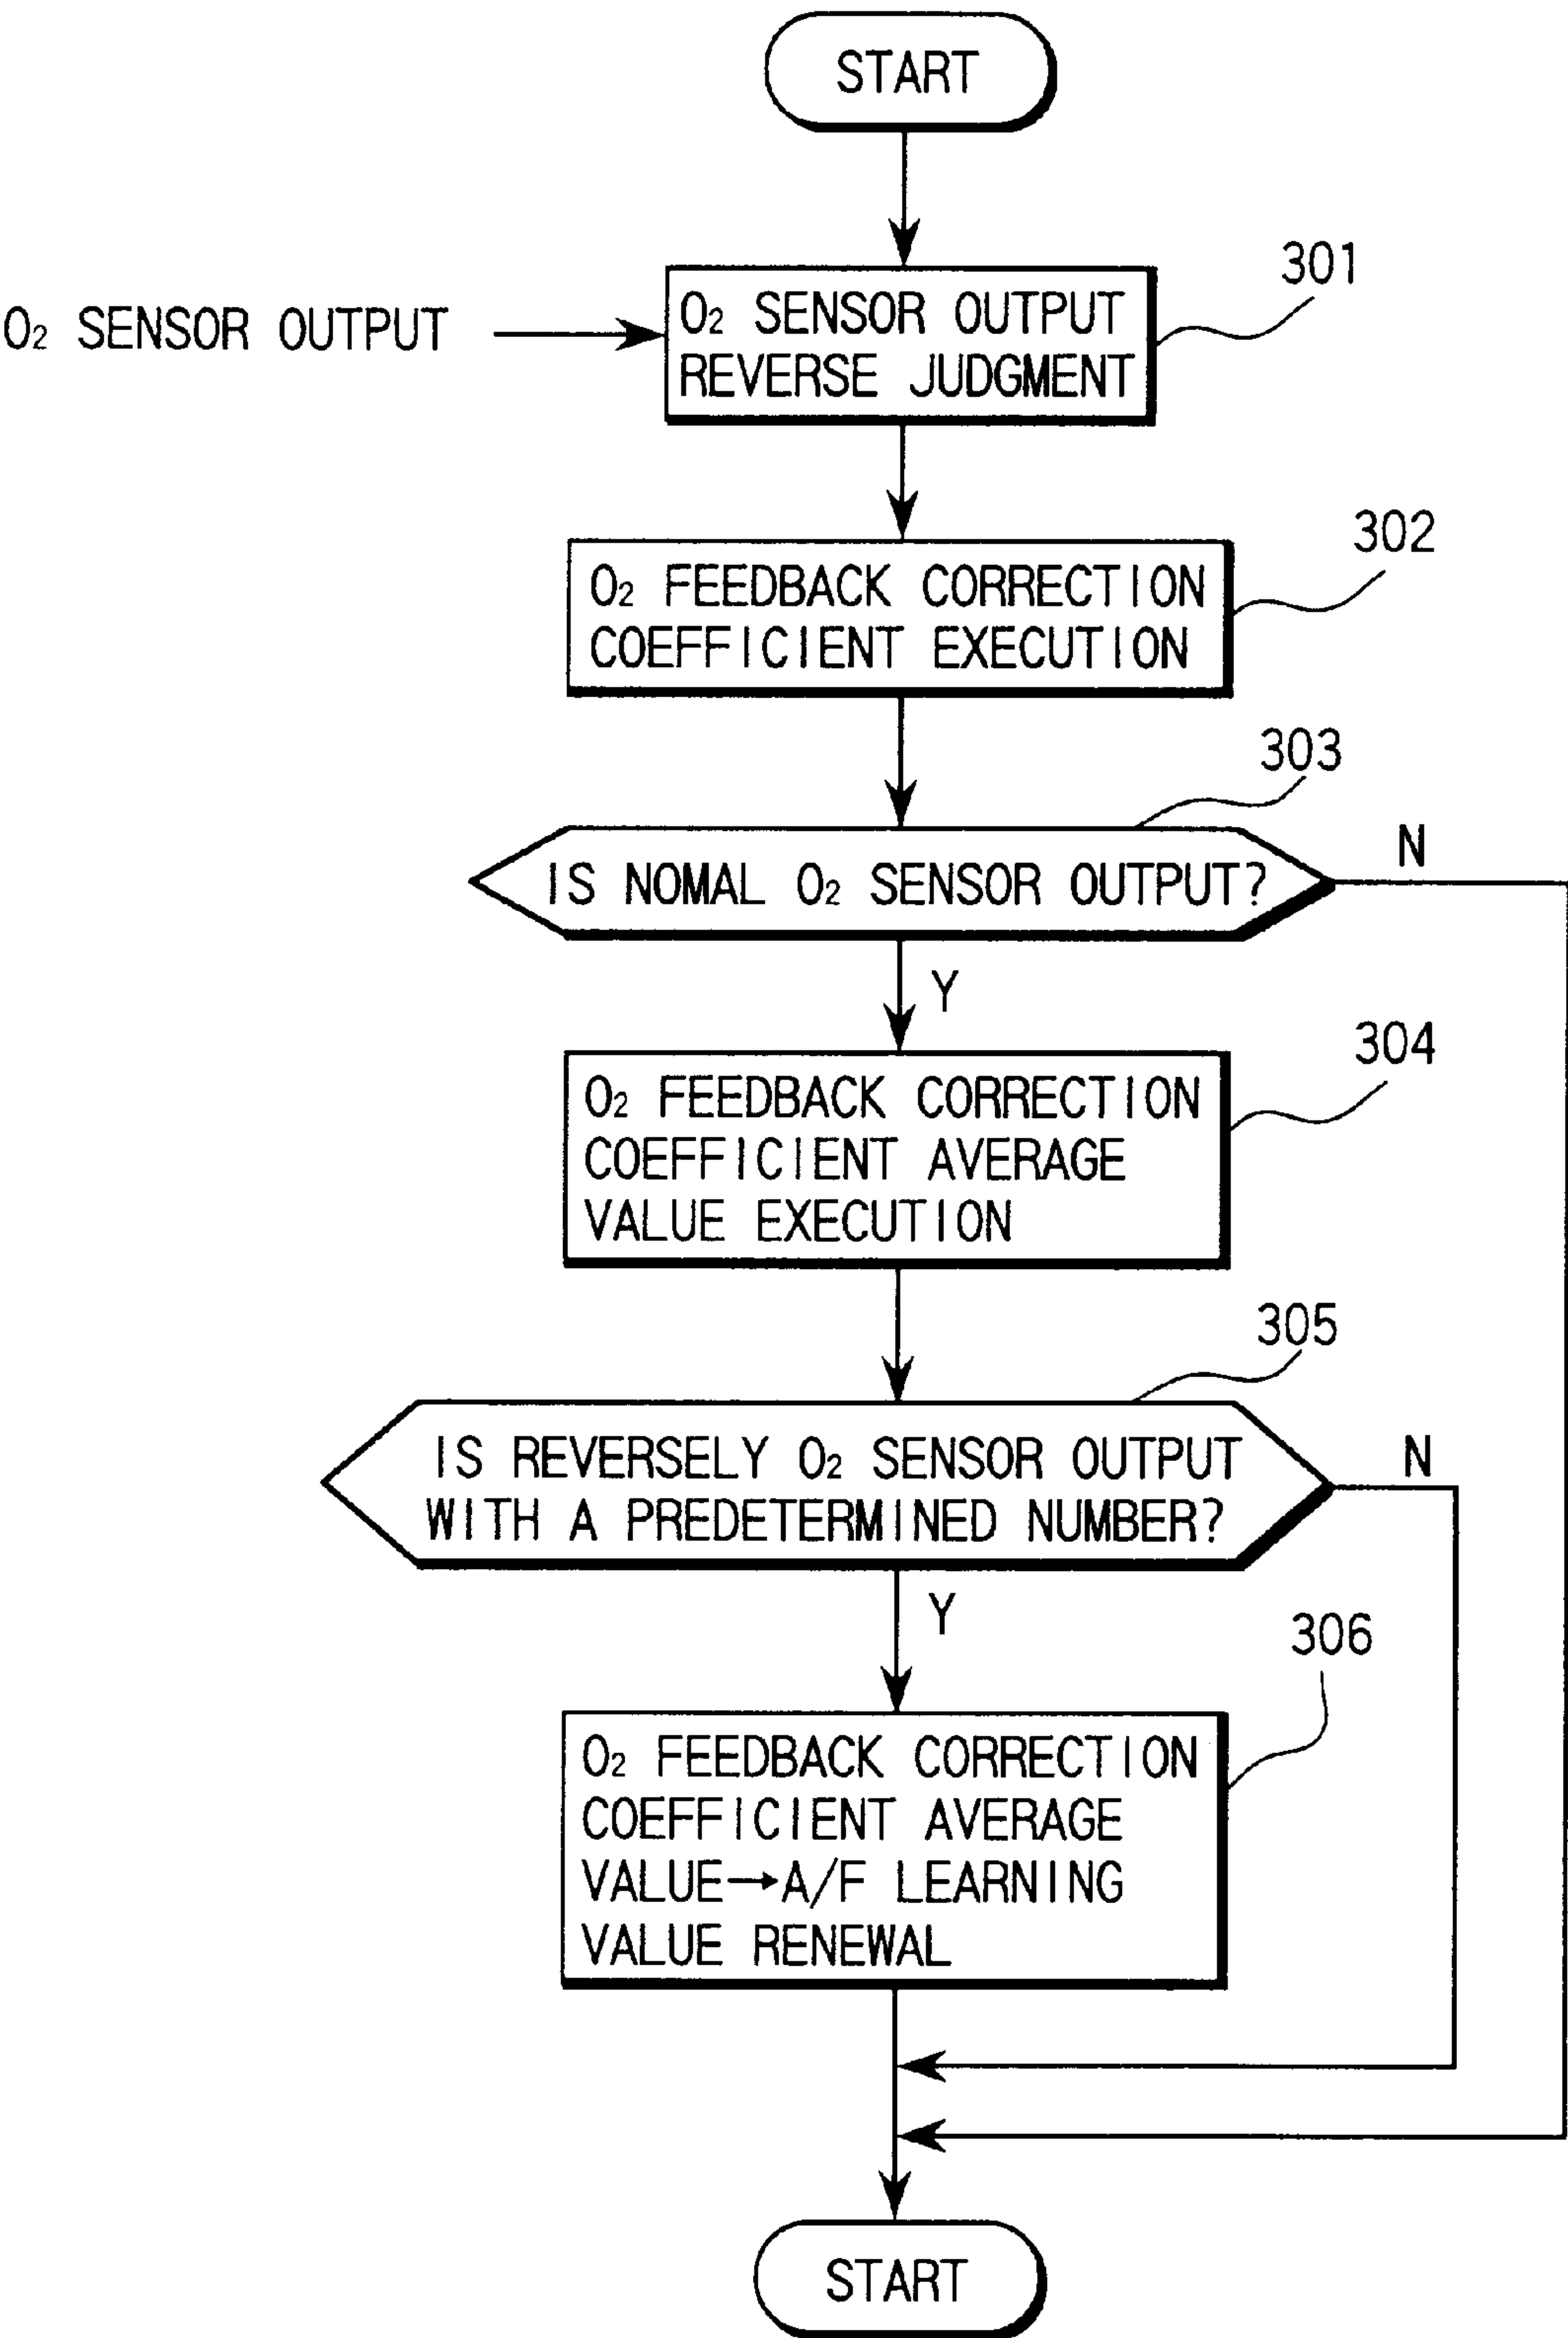 START
301
O₂ SENSOR OUTPUT
O₂ SENSOR OUTPUT
REVERSE JUDGMENT
302
O₂ FEEDBACK CORRECTION
COEFFICIENT EXECUTION
303
IS NOMAL O₂ SENSOR OUTPUT?
N
Y
304
O₂ FEEDBACK CORRECTION
COEFFICIENT AVERAGE
VALUE EXECUTION
305
IS REVERSELY O₂ SENSOR OUTPUT
WITH A PREDETERMINED NUMBER?
N
Y
306
O₂ FEEDBACK CORRECTION
COEFFICIENT AVERAGE
VALUE→A/F LEARNING
VALUE RENEWAL
START